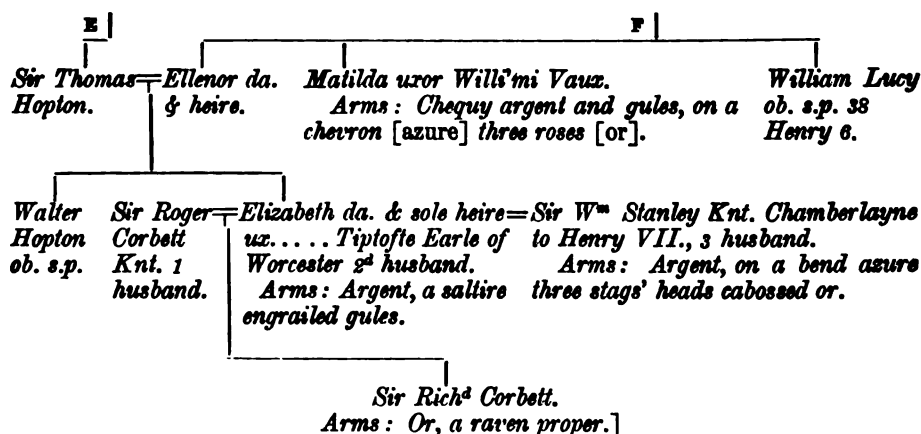 E F
Sir Thomas Hopton.
Ellenor da. & heire.
Matilda uxor Willi'mi Vaux.
Arms: Chequy argent and gules, on a chevron [azure] three roses [or].
William Lucy ob. s.p. 38 Henry 6.
Walter Hopton ob. s.p.
Sir Roger Corbett Knt. 1 husband.
Elizabeth da. & sole heire ux..... Tiptofte Earle of Worcester 2d husband.
Arms: Argent, a saltire engrailed gules.
Sir Wm Stanley Knt. Chamberlayne to Henry VII., 3 husband.
Arms: Argent, on a bend azure three stags' heads cabossed or.
Sir Richd Corbett.
Arms: Or, a raven proper.]